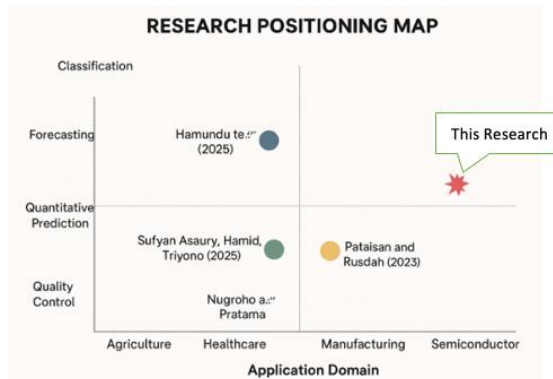 RESEARCH POSITIONING MAP
Classification
Forecasting
Hamundu te.:"
(2025)
This Research
Quantitative
Prediction
Sufyan Asaury, Hamid,
Triyono (2025)
Pataisan and
Rusdah (2023)
Quality
Control
Nugroho a.:"
Pratama
Agriculture
Healthcare
Manufacturing
Semiconductor
Application Domain